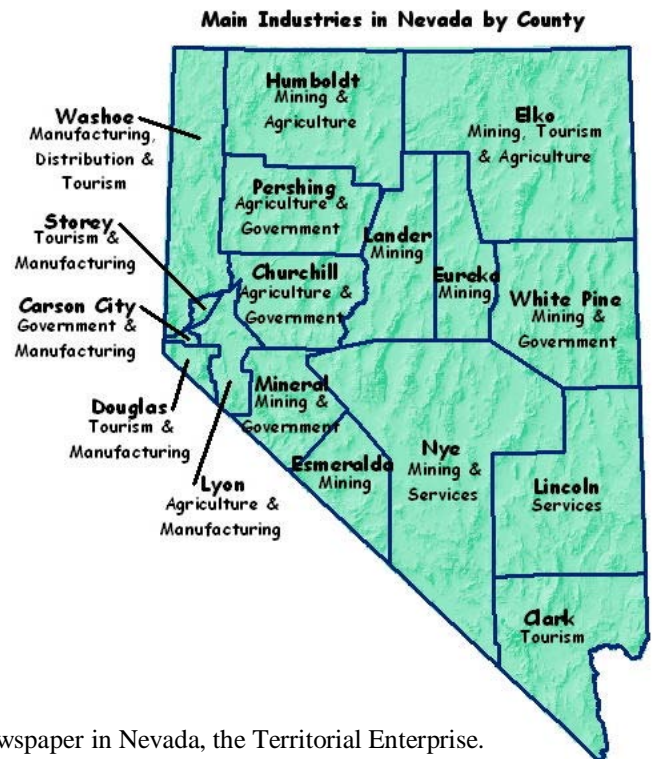 Main Industries in Nevada by County
Humboldt
Mining &
Agriculture
Elko
Mining, Tourism
& Agriculture
Washoe
Manufacturing,
Distribution &
Tourism
Pershing
Agriculture &
Government
Storey
Tourism &
Manufacturing
Lander
Mining
Eureka
Mining
Churchill
Agriculture &
Government
White Pine
Mining &
Government
Carson City
Government &
Manufacturing
Mineral
Mining &
Government
Douglas
Tourism &
Manufacturing
Nye
Mining &
Services
Esmeralda
Mining
Lyon
Agriculture &
Manufacturing
Lincoln
Services
Clark
Tourism
wspaper in Nevada, the Territorial Enterprise.